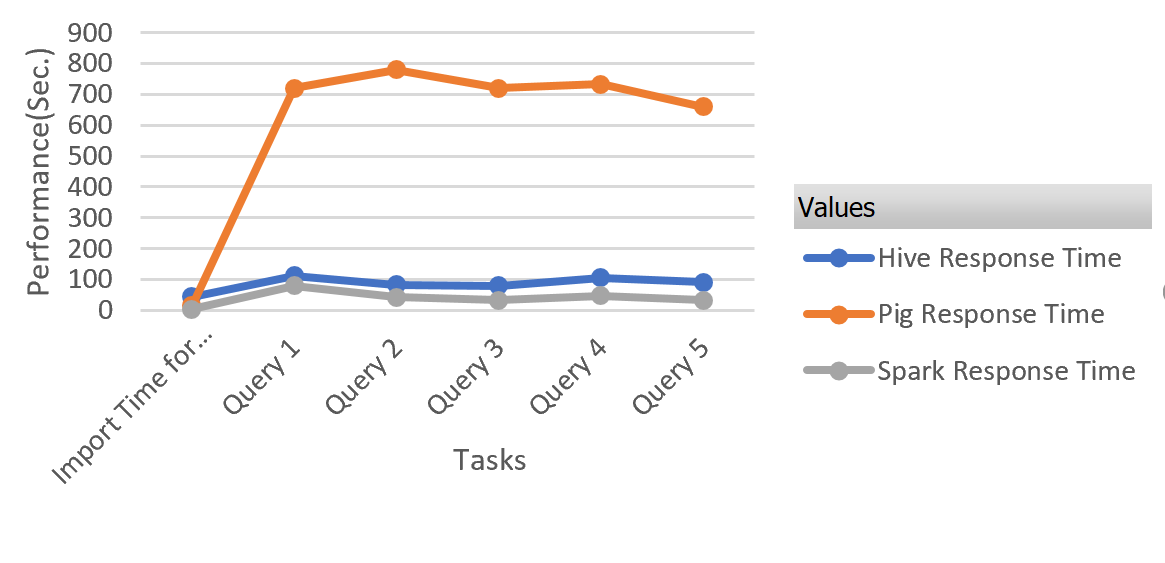 900
800
700
600
500
400
300
200
100
0
Performance(Sec.)
Import Time for...
Query 1
Query 2
Query 3
Query 4
Query 5
Tasks
Values
Hive Response Time
Pig Response Time
Spark Response Time